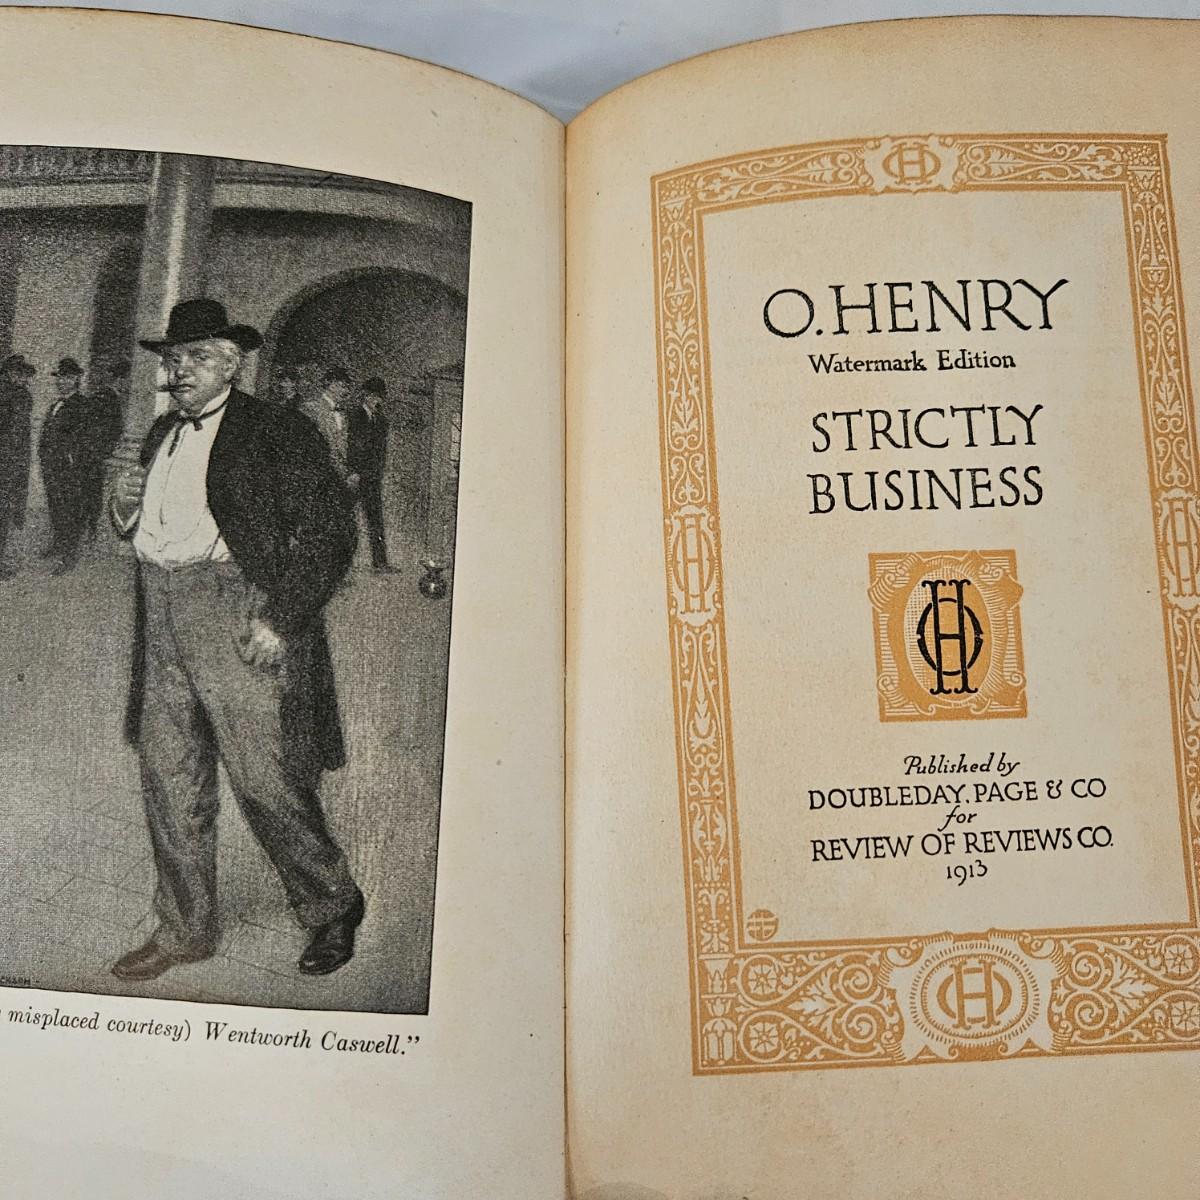 misplaced courtesy) Wentworth Caswell.”
O. HENRY
Watermark Edition
STRICTLY
BUSINESS
OH
Published by
DOUBLEDAY, PAGE & CO
for
REVIEW OF REVIEWS CO.
1913